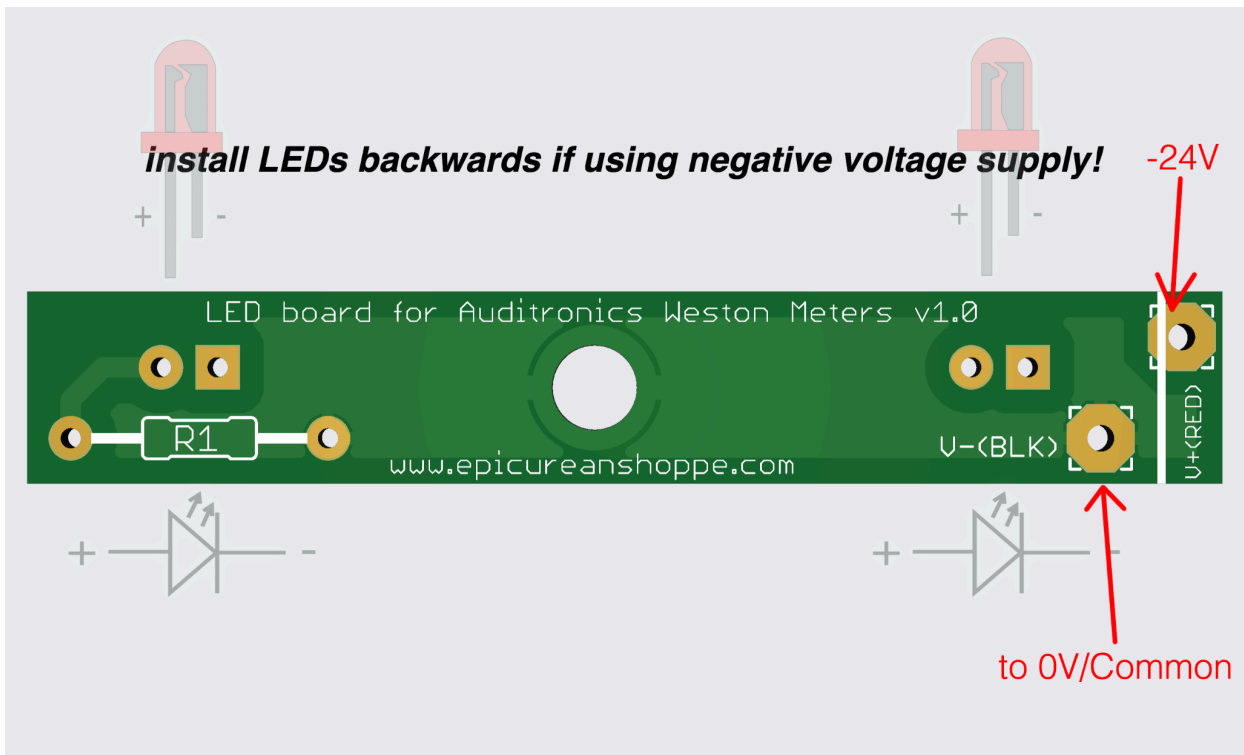 install LEDs backwards if using negative voltage supply!
-24V
+ -
+ -
LED board for Auditronics Weston Meters v1.0
R1
V-(BLK)
V+(RED)
www.epicureanshoppe.com
+ -
+ -
to 0V/Common